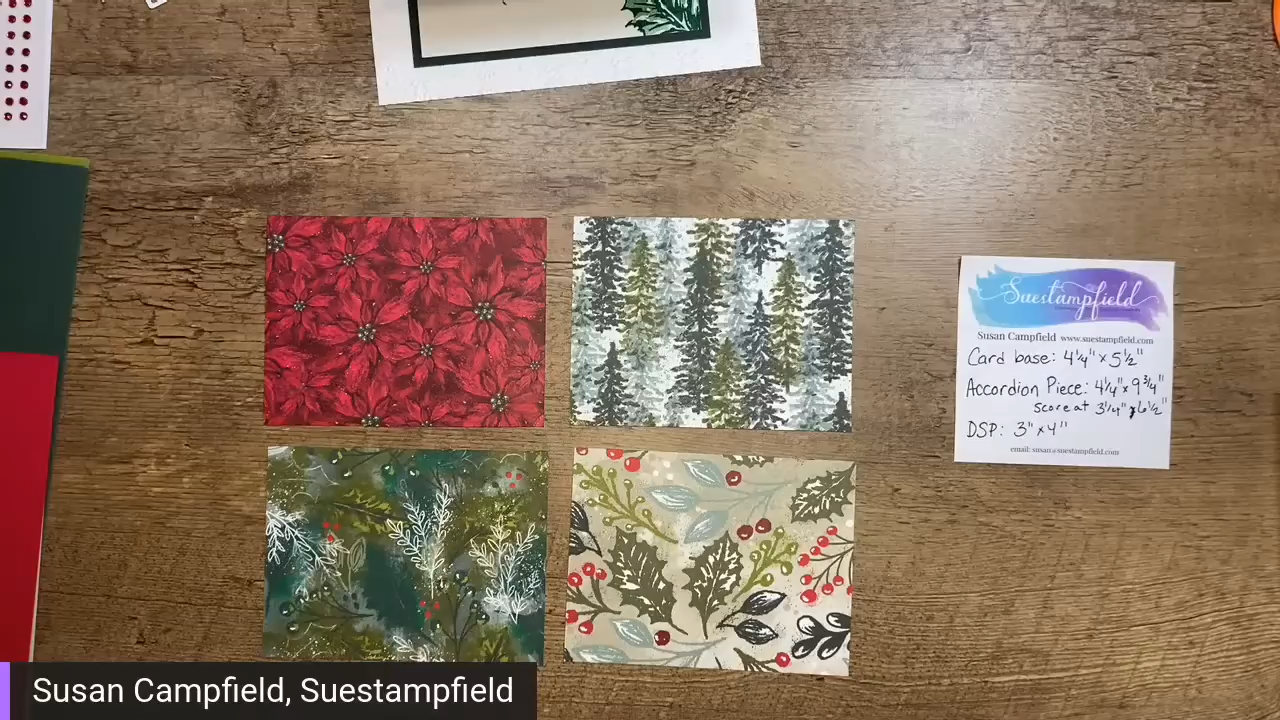 Suestampfield
Susan Campfield www.suestampfield.com
Card base: 4¼" x 5½"
Accordion Piece: 4¼" x 9¾"
score at 3¼" & 6½"
DSP: 3" x 4"
email: susan@suestampfield.com
Susan Campfield, Suestampfield